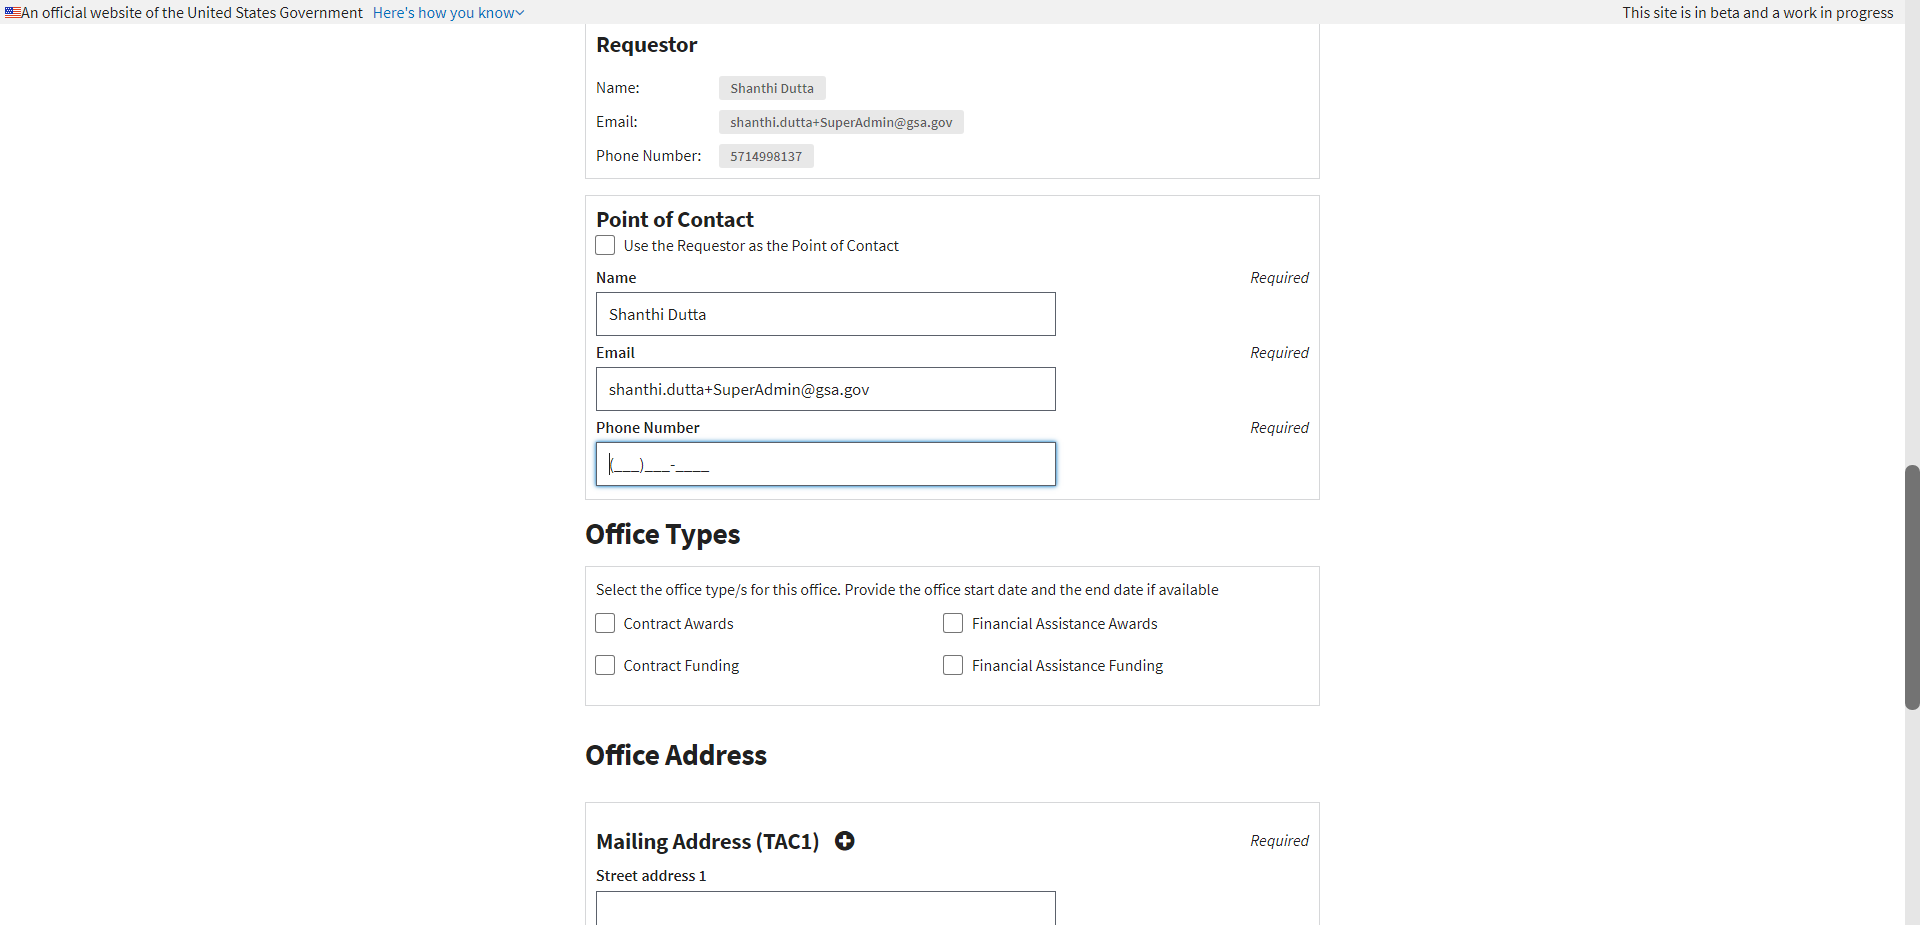 An official website of the United States Government Here's how you know
This site is in beta and a work in progress
Requestor
Name: Shanthi Dutta
Email: shanthi.dutta+SuperAdmin@gsa.gov
Phone Number: 5714998137
Point of Contact
Use the Requestor as the Point of Contact
Name Required
Shanthi Dutta
Email Required
shanthi.dutta+SuperAdmin@gsa.gov
Phone Number Required
(___)___-____
Office Types
Select the office type/s for this office. Provide the office start date and the end date if available
Contract Awards Financial Assistance Awards
Contract Funding Financial Assistance Funding
Office Address
Mailing Address (TAC1) Required
Street address 1